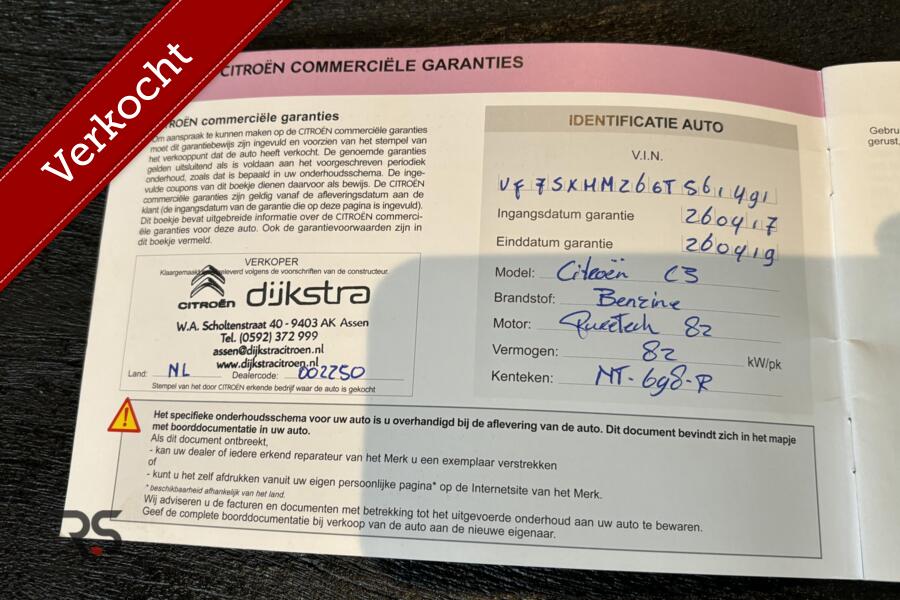 Verkocht
CITROËN COMMERCIËLE GARANTIES
ROËN commerciële garanties
Om aanspraak te kunnen maken op de CITROËN commerciële garanties
moet dit garantiebewijs zijn ingevuld en voorzien van het stempel van
het verkooppunt dat de auto heeft verkocht. De genoemde garanties
gelden uitsluitend als is voldaan aan het voorgeschreven periodiek
onderhoud, zoals dat is bepaald in uw onderhoudsschema. De inge-
vulde coupons van dit boekje dienen daarvoor als bewijs. De CITROËN
commerciële garanties zijn geldig vanaf de afleveringsdatum aan de
klant (de ingangsdatum van de garantie die op deze pagina is ingevuld).
Dit boekje bevat uitgebreide informatie over de CITROËN commerci-
ële garanties voor deze auto. Ook de garantievoorwaarden zijn in
dit boekje vermeld.
VERKOPER
Klaargemaakt geleverd volgens de voorschriften van de constructeur.
CITROËN dijkstra
W.A. Scholtenstraat 40 - 9403 AK Assen
Tel. (0592) 372 999
assen@dijkstracitroen.nl
www.dijkstracitroen.nl
Land: NL Dealercode: 002250
Stempel van het door CITROËN erkende bedrijf waar de auto is gekocht
IDENTIFICATIE AUTO
V.I.N.
VF7SXHMZ66TS61491
Ingangsdatum garantie 260417
Einddatum garantie 260419
Model: Citroën C3
Brandstof: Benzine
Motor: Puretech 82
Vermogen: 82 kW/pk
Kenteken: NT-698-R
Het specifieke onderhoudsschema voor uw auto is u overhandigd bij de aflevering van de auto. Dit document bevindt zich in het mapje
met boorddocumentatie in uw auto.
Als dit document ontbreekt,
- kan uw dealer of iedere erkend reparateur van het Merk u een exemplaar verstrekken
of
- kunt u het zelf afdrukken vanuit uw eigen persoonlijke pagina* op de Internetsite van het Merk.
* beschikbaarheid afhankelijk van het land.
Wij adviseren u de facturen en documenten met betrekking tot het uitgevoerde onderhoud aan uw auto te bewaren.
Geef de complete boorddocumentatie bij verkoop van de auto aan de nieuwe eigenaar.
Gebru
gerust,
RS